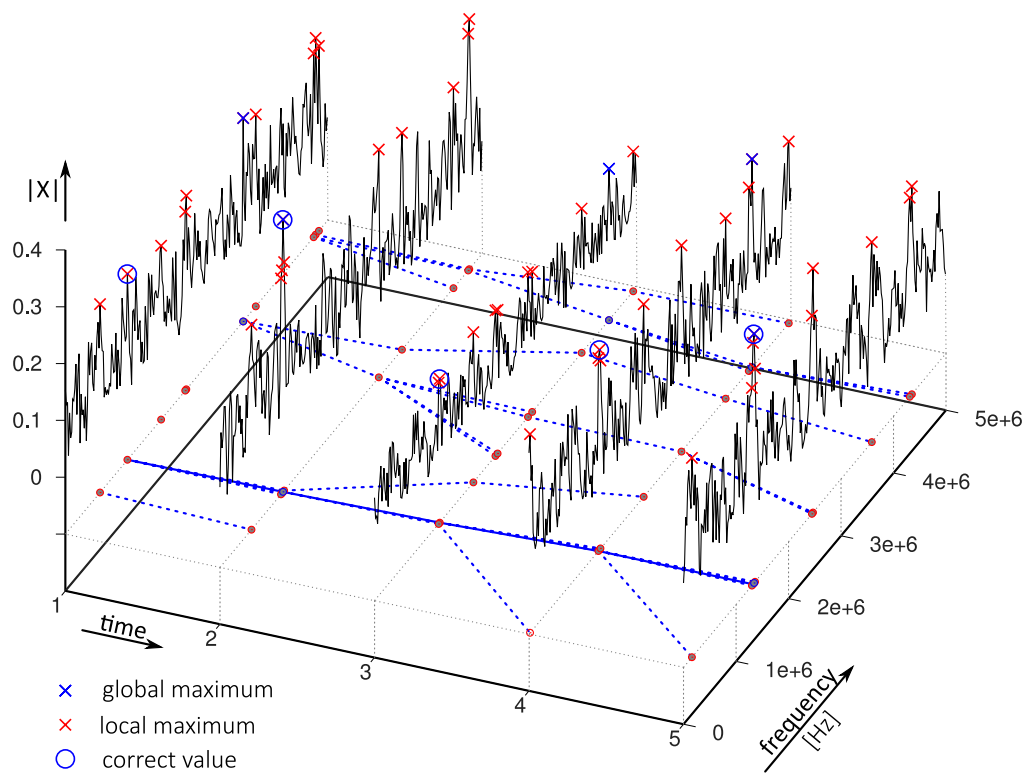 |X|
0.4
0.3
0.2
0.1
0
1
2
3
4
5
time
0
1e+6
2e+6
3e+6
4e+6
5e+6
frequency
[Hz]
global maximum
local maximum
correct value